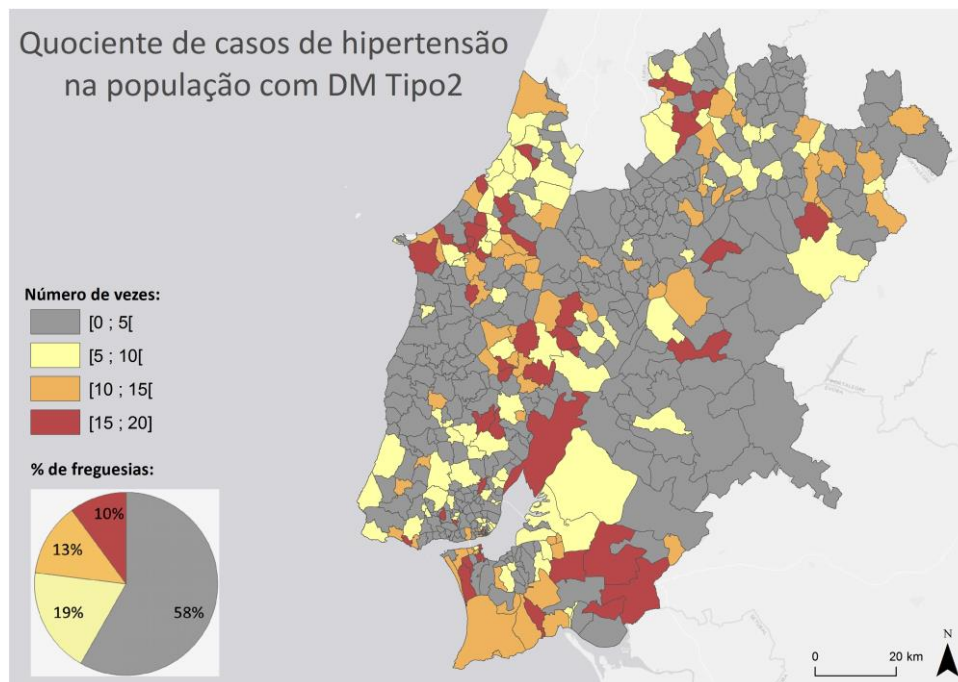 Quociente de casos de hipertensão
na população com DM Tipo2
Número de vezes:
[0 ; 5[
[5 ; 10[
[10 ; 15[
[15 ; 20]
% de freguesias:
10%
13%
19%
58%
N
0 20 km